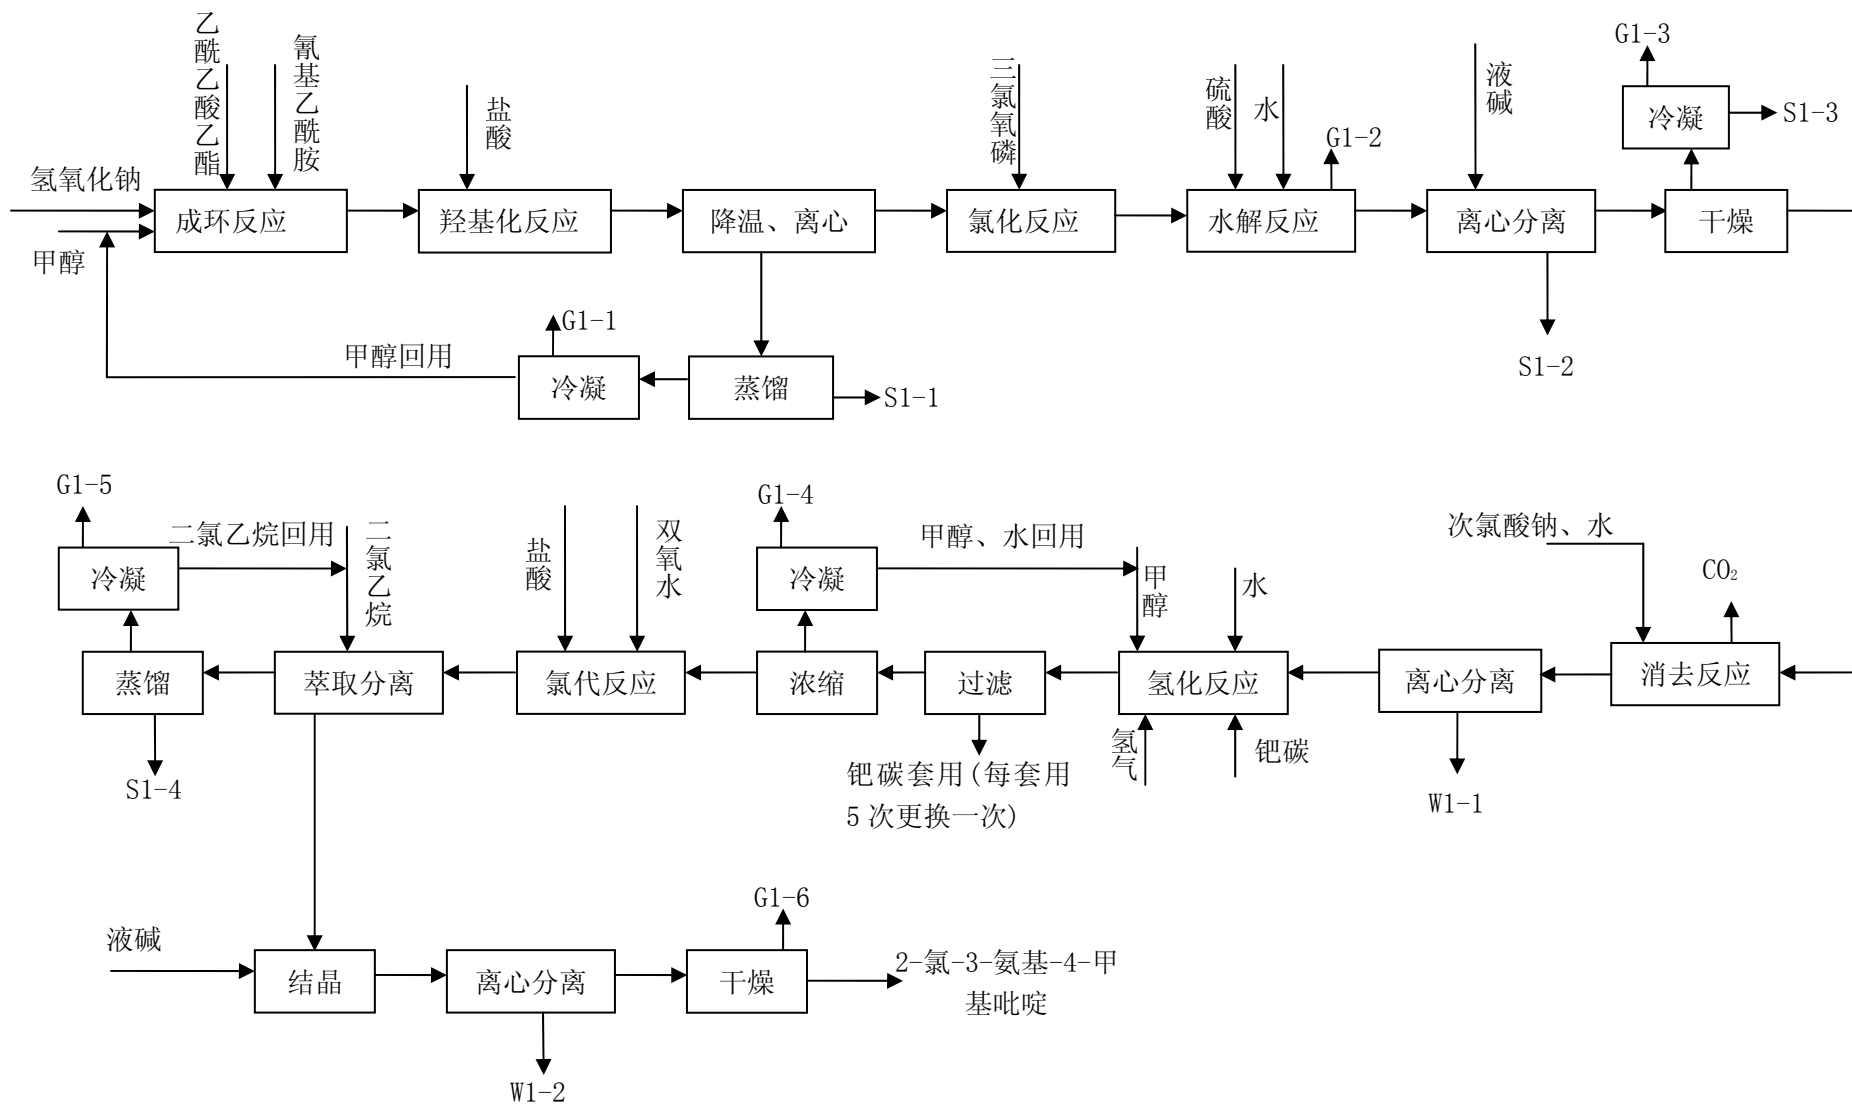 乙酰乙酸乙酯
氰基乙酰胺
盐酸
三氯氧磷
硫酸
水
G1-2
液碱
G1-3
冷凝
S1-3
氢氧化钠
甲醇
成环反应
羟基化反应
降温、离心
氯化反应
水解反应
离心分离
干燥
G1-1
甲醇回用
冷凝
蒸馏
S1-1
S1-2
G1-5
二氯乙烷回用
冷凝
二氯乙烷
盐酸
双氧水
G1-4
冷凝
甲醇、水回用
甲醇
水
次氯酸钠、水
CO₂
蒸馏
萃取分离
氯代反应
浓缩
过滤
氢化反应
离心分离
消去反应
S1-4
钯碳套用(每套用
5 次更换一次)
氢气
钯碳
W1-1
液碱
结晶
离心分离
G1-6
干燥
2-氯-3-氨基-4-甲
基吡啶
W1-2